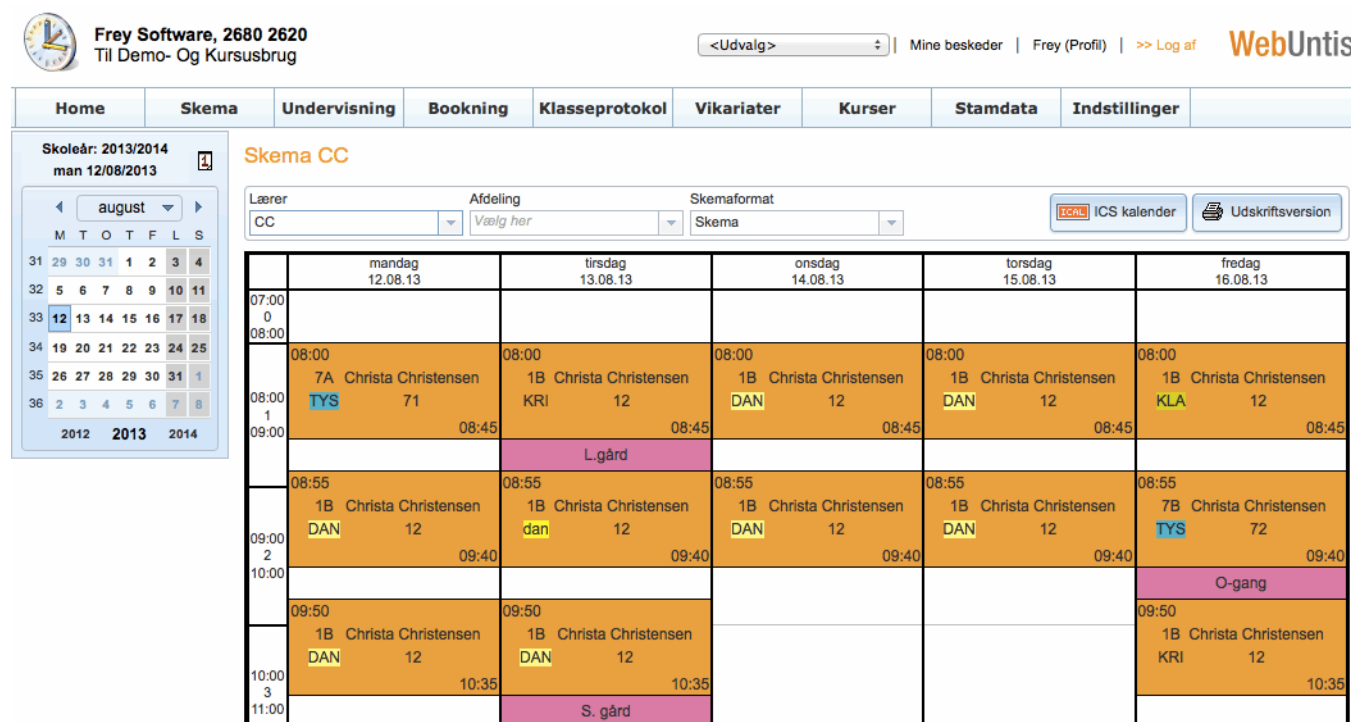 Frey Software, 2680 2620
Til Demo- Og Kursusbrug
<Udvalg> | Mine beskeder | Frey (Profil) | >> Log af WebUntis
Home Skema Undervisning Bookning Klasseprotokol Vikariater Kurser Stamdata Indstillinger
Skoleår: 2013/2014
man 12/08/2013
1
august
M T O T F L S
31 29 30 31 1 2 3 4
32 5 6 7 8 9 10 11
33 12 13 14 15 16 17 18
34 19 20 21 22 23 24 25
35 26 27 28 29 30 31 1
36 2 3 4 5 6 7 8
2012 2013 2014
Skema CC
Lærer Afdeling Skemaformat
CC Vælg her Skema
ICAL ICS kalender Udskriftsversion
mandag tirsdag onsdag torsdag fredag
12.08.13 13.08.13 14.08.13 15.08.13 16.08.13
07:00
0
08:00
08:00 08:00 08:00 08:00 08:00
7A Christa Christensen 1B Christa Christensen 1B Christa Christensen 1B Christa Christensen 1B Christa Christensen
08:00 TYS 71 KRI 12 DAN 12 DAN 12 KLA 12
1
09:00 08:45 08:45 08:45 08:45 08:45
L.gård
08:55 08:55 08:55 08:55 08:55
1B Christa Christensen 1B Christa Christensen 1B Christa Christensen 1B Christa Christensen 7B Christa Christensen
DAN 12 dan 12 DAN 12 DAN 12 TYS 72
09:00
2 09:40 09:40 09:40 09:40 09:40
10:00 O-gang
09:50 09:50 09:50
1B Christa Christensen 1B Christa Christensen 1B Christa Christensen
DAN 12 DAN 12 KRI 12
10:00 10:35 10:35 10:35
3
11:00 S. gård